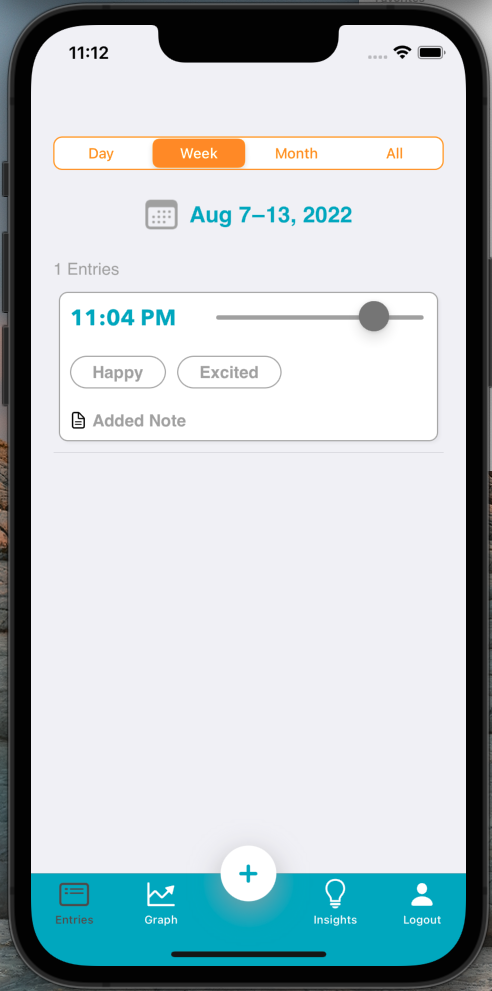 11:12
Day Week Month All
Aug 7–13, 2022
1 Entries
11:04 PM
Happy Excited
Added Note
+
Entries Graph Insights Logout